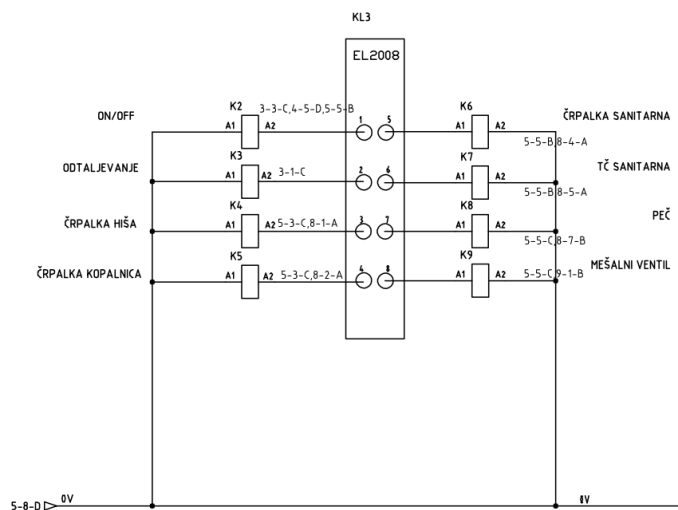 KL3
EL2008
ON/OFF
K2
3-3-C,4-5-D,5-5-B
A1 A2
1 5
K6
A1 A2
ČRPALKA SANITARNA
5-5-B,8-4-A
ODTALJEVANJE
K3
3-1-C
A1 A2
2 6
K7
A1 A2
TČ SANITARNA
5-5-B,8-5-A
ČRPALKA HIŠA
K4
A1 A2
5-3-C,8-1-A
3 7
K8
A1 A2
PEČ
5-5-C,8-7-B
ČRPALKA KOPALNICA
K5
A1 A2
5-3-C,8-2-A
4 8
K9
A1 A2
MEŠALNI VENTIL
5-5-C,9-1-B
5-8-D
0V
0V